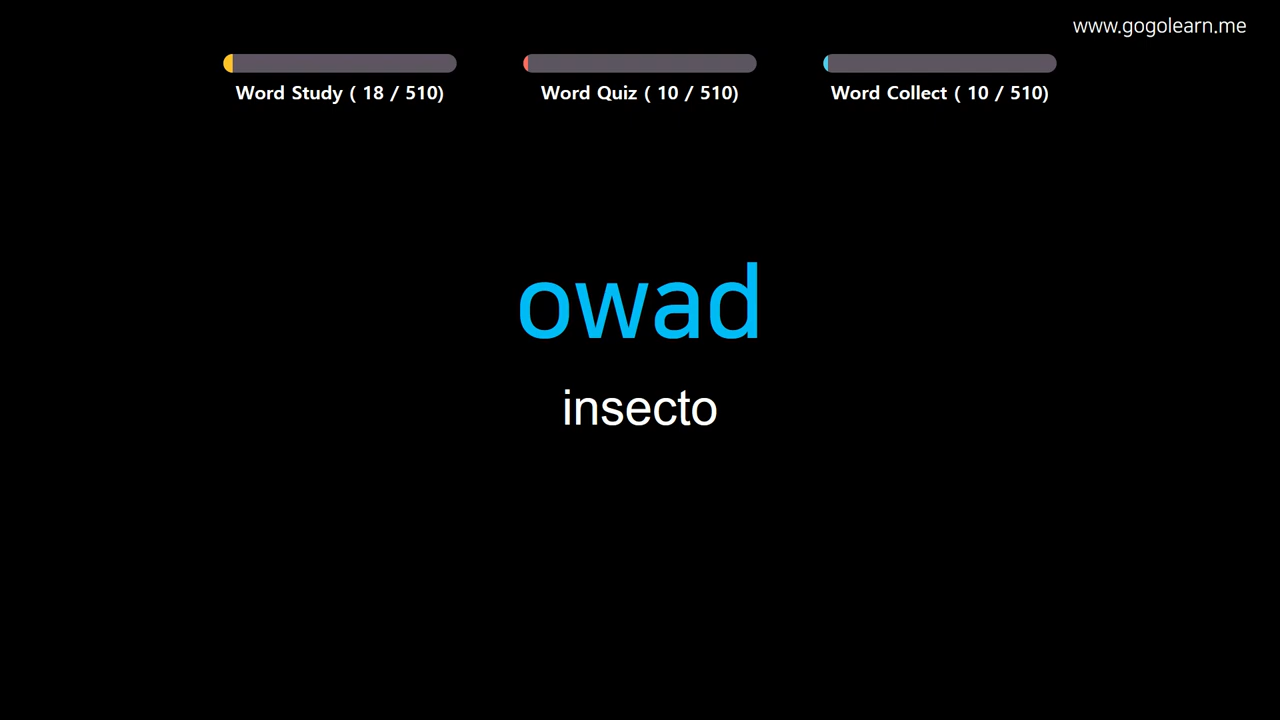 www.gogolearn.me
Word Study ( 18 / 510)
Word Quiz ( 10 / 510)
Word Collect ( 10 / 510)
owad
insecto